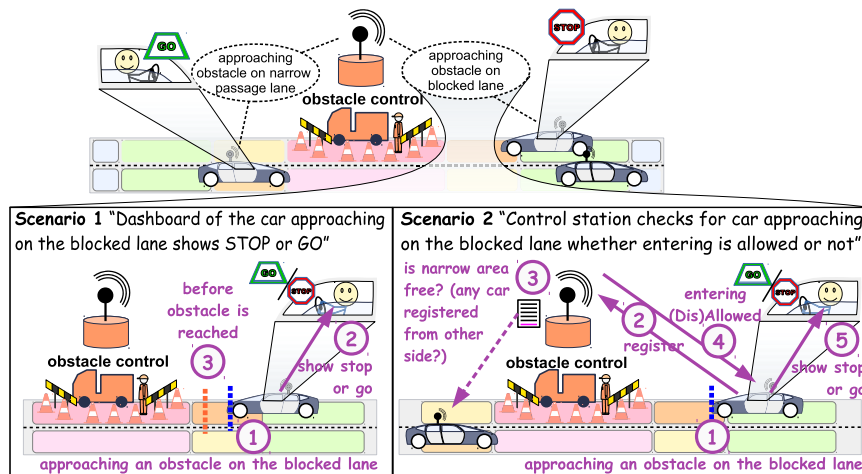 GO
approaching
obstacle on narrow
passage lane
approaching
obstacle on
blocked lane
STOP
obstacle control
Scenario 1 “Dashboard of the car approaching
on the blocked lane shows STOP or GO”
GO
STOP
before
obstacle is
reached
3
2
show stop
or go
obstacle control
1
approaching an obstacle on the blocked lane
Scenario 2 “Control station checks for car approaching
on the blocked lane whether entering is allowed or not”
is narrow area
free? (any car
registered
from other
side?)
3
GO
STOP
entering
(Dis)Allowed
2
4
register
5
show stop
or go
obstacle control
1
approaching an obstacle on the blocked lane